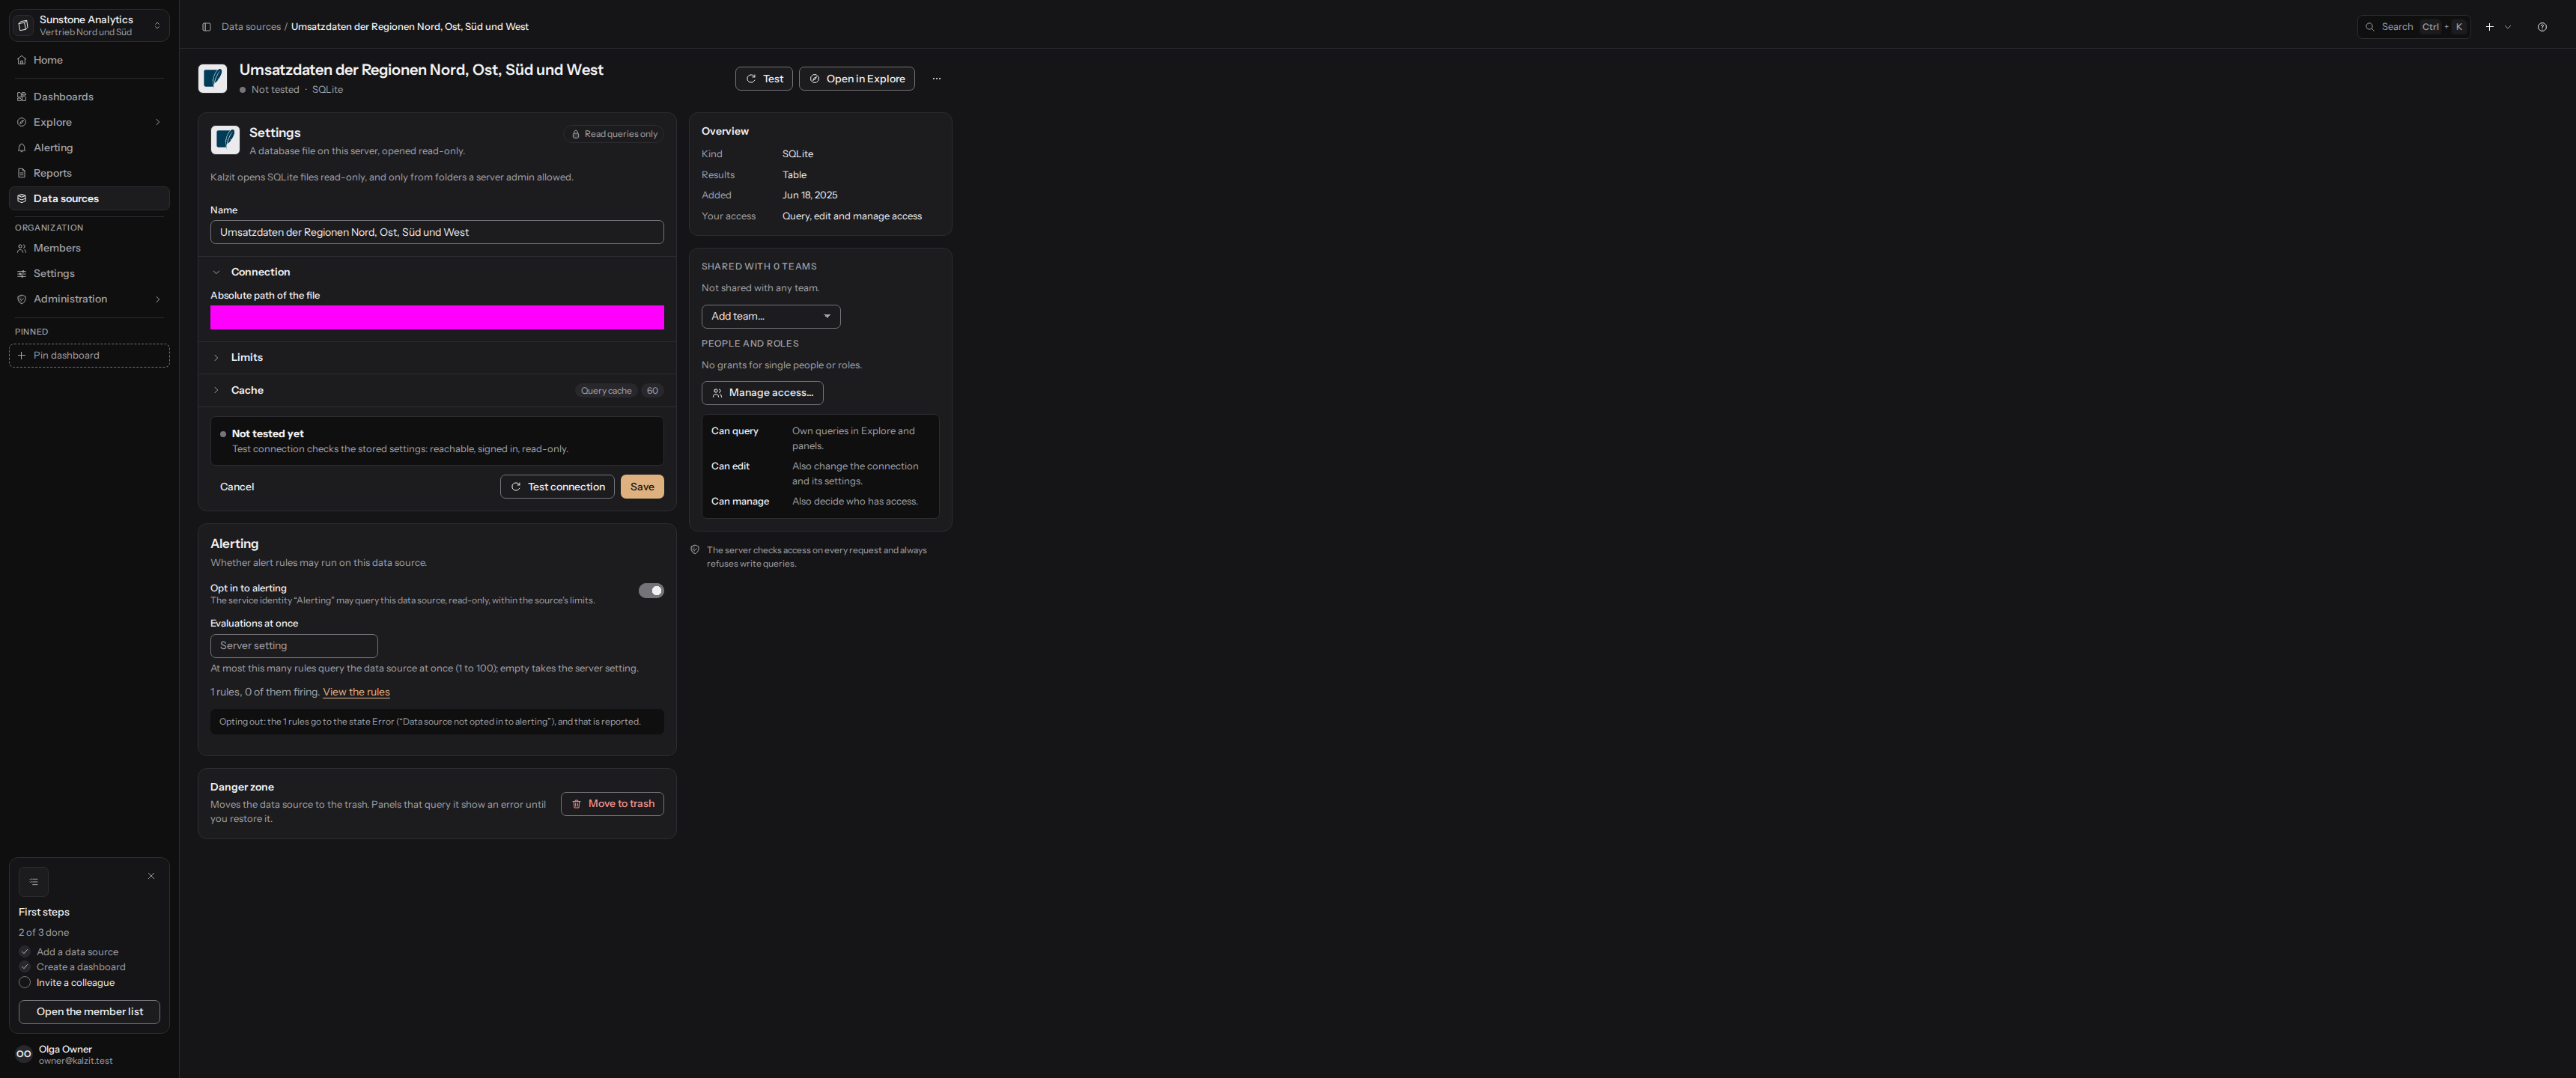 Sunstone Analytics
Vertrieb Nord und Süd
Home
Dashboards
Explore
Alerting
Reports
Data sources
ORGANIZATION
Members
Settings
Administration
PINNED
Pin dashboard
First steps
2 of 3 done
Add a data source
Create a dashboard
Invite a colleague
Open the member list
OO
Olga Owner
owner@kalzit.test
Data sources / Umsatzdaten der Regionen Nord, Ost, Süd und West
Search Ctrl + K
Umsatzdaten der Regionen Nord, Ost, Süd und West
Not tested · SQLite
Test
Open in Explore
Settings
A database file on this server, opened read-only.
Read queries only
Kalzit opens SQLite files read-only, and only from folders a server admin allowed.
Name
Umsatzdaten der Regionen Nord, Ost, Süd und West
Connection
Absolute path of the file
Limits
Cache
Query cache 60
Not tested yet
Test connection checks the stored settings: reachable, signed in, read-only.
Cancel
Test connection
Save
Alerting
Whether alert rules may run on this data source.
Opt in to alerting
The service identity “Alerting” may query this data source, read-only, within the source's limits.
Evaluations at once
Server setting
At most this many rules query the data source at once (1 to 100); empty takes the server setting.
1 rules, 0 of them firing. View the rules
Opting out: the 1 rules go to the state Error (“Data source not opted in to alerting”), and that is reported.
Danger zone
Moves the data source to the trash. Panels that query it show an error until
you restore it.
Move to trash
Overview
Kind SQLite
Results Table
Added Jun 18, 2025
Your access Query, edit and manage access
SHARED WITH 0 TEAMS
Not shared with any team.
Add team...
PEOPLE AND ROLES
No grants for single people or roles.
Manage access...
Can query Own queries in Explore and
panels.
Can edit Also change the connection
and its settings.
Can manage Also decide who has access.
The server checks access on every request and always
refuses write queries.